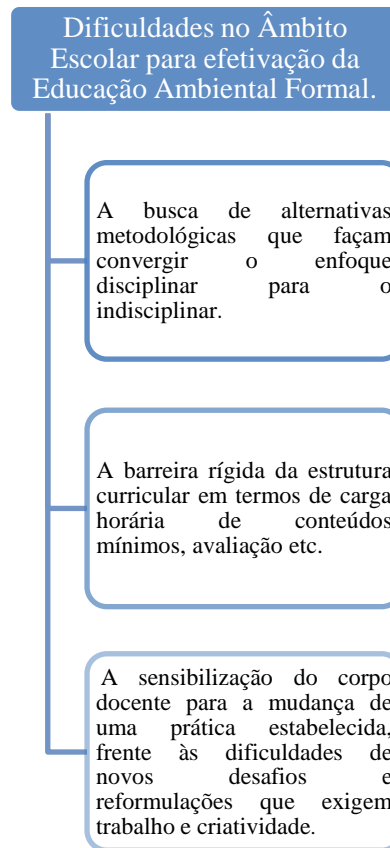 Dificuldades no Âmbito
Escolar para efetivação da
Educação Ambiental Formal.
A busca de alternativas
metodológicas que façam
convergir o enfoque
disciplinar para o
indisciplinar.
A barreira rígida da estrutura
curricular em termos de carga
horária de conteúdos
mínimos, avaliação etc.
A sensibilização do corpo
docente para a mudança de
uma prática estabelecida,
frente às dificuldades de
novos desafios e
reformulações que exigem
trabalho e criatividade.